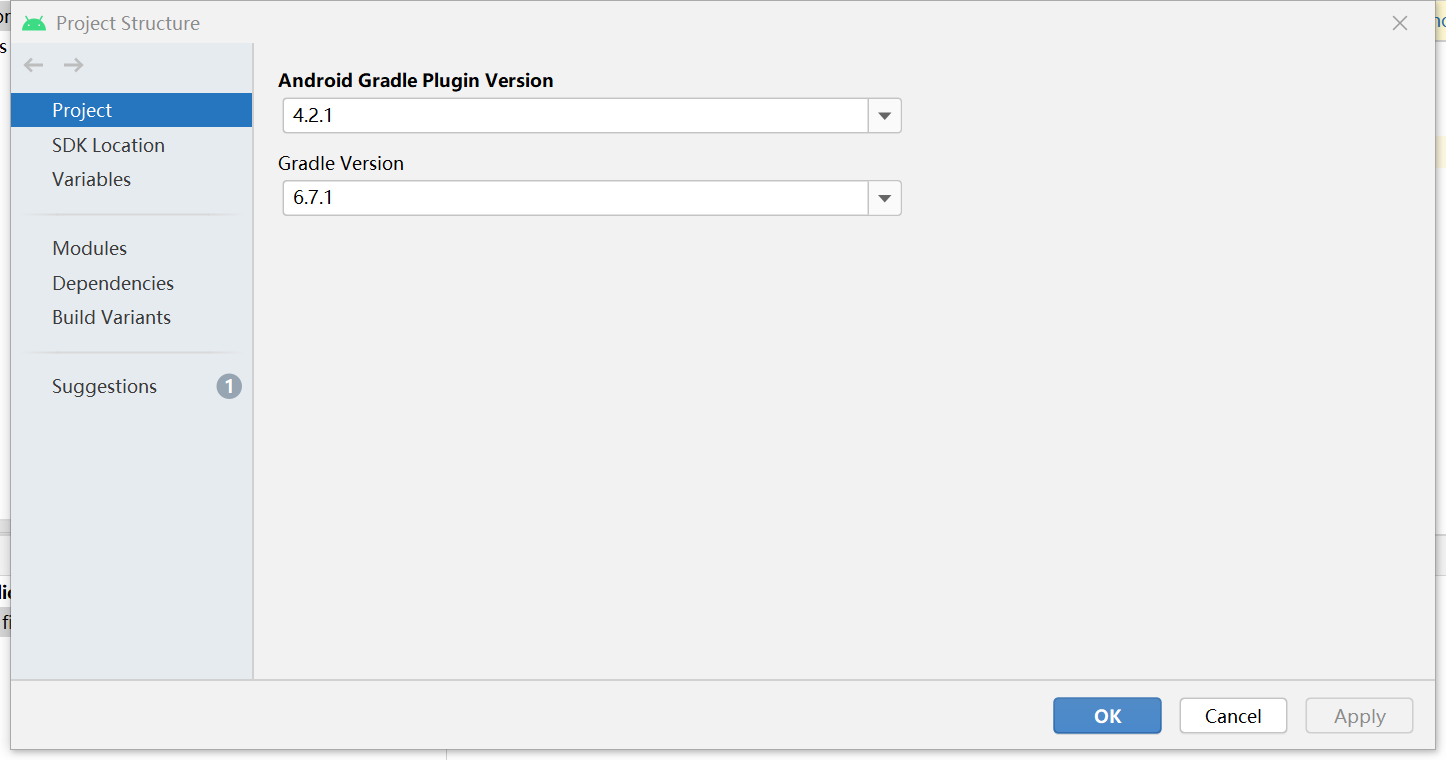 Project Structure
Project
SDK Location
Variables
Modules
Dependencies
Build Variants
Suggestions 1
Android Gradle Plugin Version
4.2.1
Gradle Version
6.7.1
OK Cancel Apply